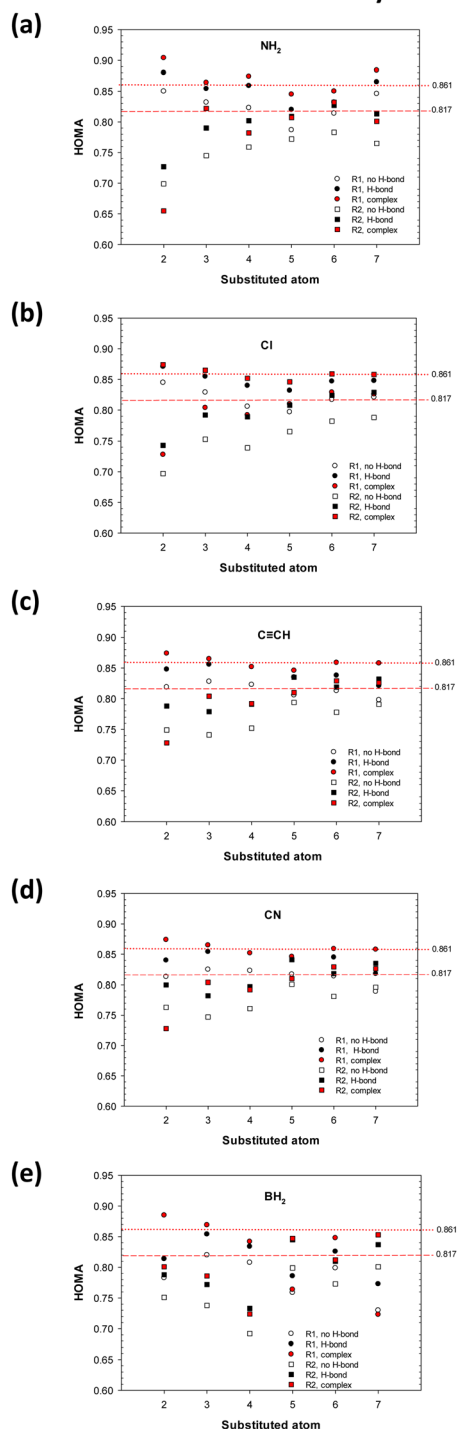 (a)
NH₂
0.95
0.90
0.85
0.80
0.75
0.70
0.65
0.60
HOMA
0.861
0.817
R1, no H-bond
R1, H-bond
R1, complex
R2, no H-bond
R2, H-bond
R2, complex
2 3 4 5 6 7
Substituted atom
(b)
Cl
0.95
0.90
0.85
0.80
0.75
0.70
0.65
0.60
HOMA
0.861
0.817
R1, no H-bond
R1, H-bond
R1, complex
R2, no H-bond
R2, H-bond
R2, complex
2 3 4 5 6 7
Substituted atom
(c)
C≡CH
0.95
0.90
0.85
0.80
0.75
0.70
0.65
0.60
HOMA
0.861
0.817
R1, no H-bond
R1, H-bond
R1, complex
R2, no H-bond
R2, H-bond
R2, complex
2 3 4 5 6 7
Substituted atom
(d)
CN
0.95
0.90
0.85
0.80
0.75
0.70
0.65
0.60
HOMA
0.861
0.817
R1, no H-bond
R1, H-bond
R1, complex
R2, no H-bond
R2, H-bond
R2, complex
2 3 4 5 6 7
Substituted atom
(e)
BH₂
0.95
0.90
0.85
0.80
0.75
0.70
0.65
0.60
HOMA
0.861
0.817
R1, no H-bond
R1, H-bond
R1, complex
R2, no H-bond
R2, H-bond
R2, complex
2 3 4 5 6 7
Substituted atom